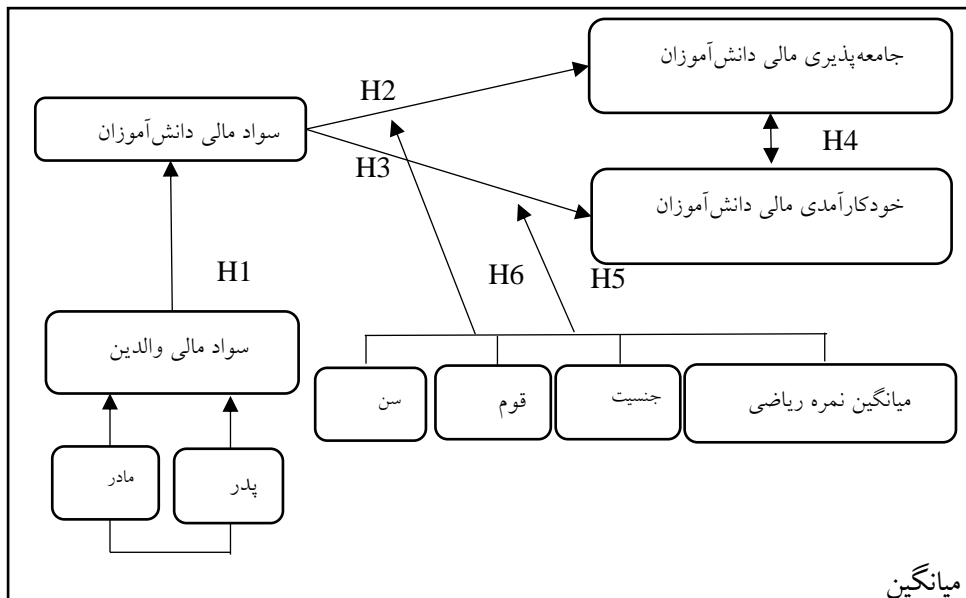 جامعه‌پذیری مالی دانش‌آموزان
H2
سواد مالی دانش‌آموزان
H4
H3
خودکارآمدی مالی دانش‌آموزان
H1
H6
H5
سواد مالی والدین
میانگین نمره ریاضی
جنسیت
قوم
سن
پدر
مادر
میانگین